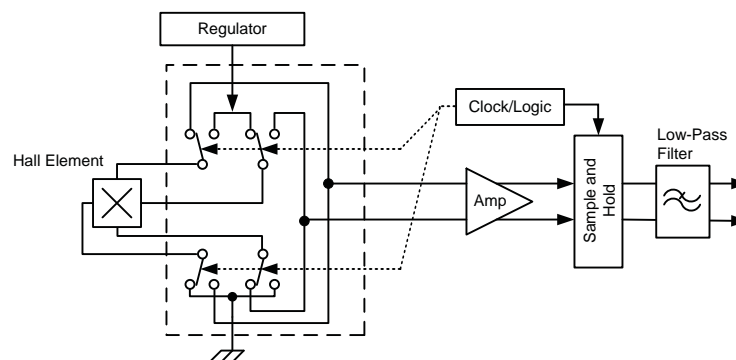 Regulator
Clock/Logic
Low-Pass
Filter
Hall Element
Amp
Sample and
Hold